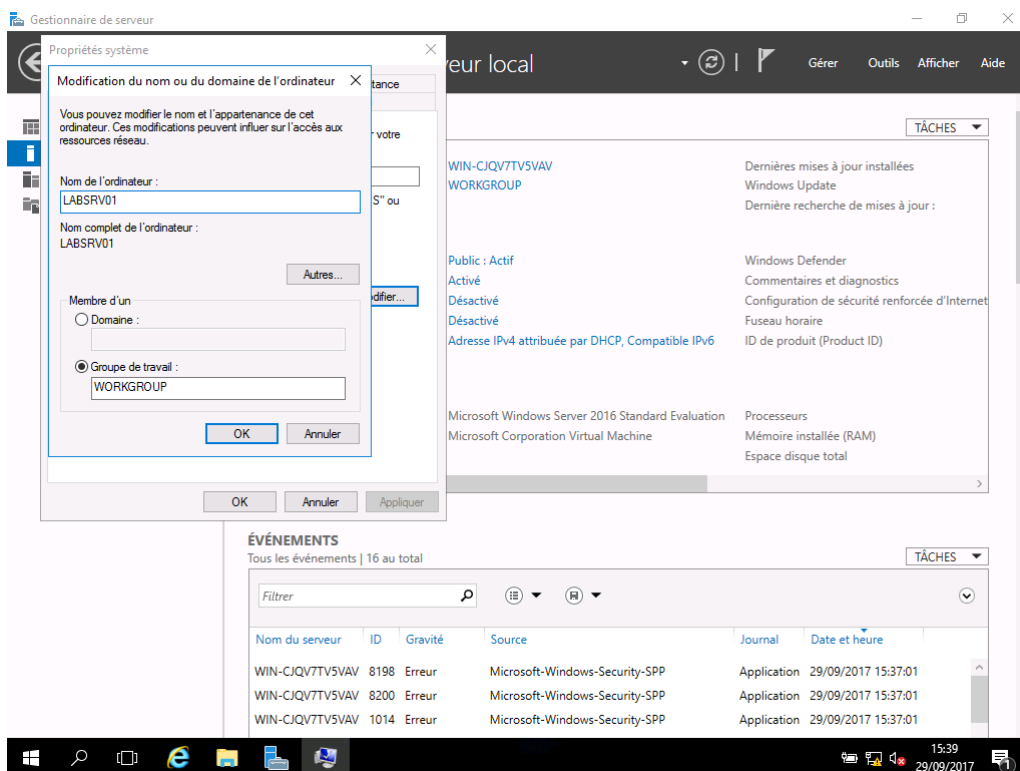 Gestionnaire de serveur
Propriétés système
eur local
Gérer
Outils
Afficher
Aide
Modification du nom ou du domaine de l'ordinateur
tance
Vous pouvez modifier le nom et l'appartenance de cet
ordinateur. Ces modifications peuvent influer sur l'accès aux
ressources réseau.
votre
Nom de l'ordinateur :
LABSRV01
S" ou
Nom complet de l'ordinateur :
LABSRV01
Autres...
Membre d'un
difier...
Domaine :
Groupe de travail :
WORKGROUP
OK
Annuler
OK
Annuler
Appliquer
TÂCHES
WIN-CJQV7TV5VAV
Dernières mises à jour installées
WORKGROUP
Windows Update
Dernière recherche de mises à jour :
Public : Actif
Windows Defender
Activé
Commentaires et diagnostics
Désactivé
Configuration de sécurité renforcée d'Internet
Désactivé
Fuseau horaire
Adresse IPv4 attribuée par DHCP, Compatible IPv6
ID de produit (Product ID)
Microsoft Windows Server 2016 Standard Evaluation
Processeurs
Microsoft Corporation Virtual Machine
Mémoire installée (RAM)
Espace disque total
ÉVÉNEMENTS
Tous les événements | 16 au total
TÂCHES
Filtrer
Nom du serveur ID Gravité Source Journal Date et heure
WIN-CJQV7TV5VAV 8198 Erreur Microsoft-Windows-Security-SPP Application 29/09/2017 15:37:01
WIN-CJQV7TV5VAV 8200 Erreur Microsoft-Windows-Security-SPP Application 29/09/2017 15:37:01
WIN-CJQV7TV5VAV 1014 Erreur Microsoft-Windows-Security-SPP Application 29/09/2017 15:37:01
15:39
29/09/2017
1